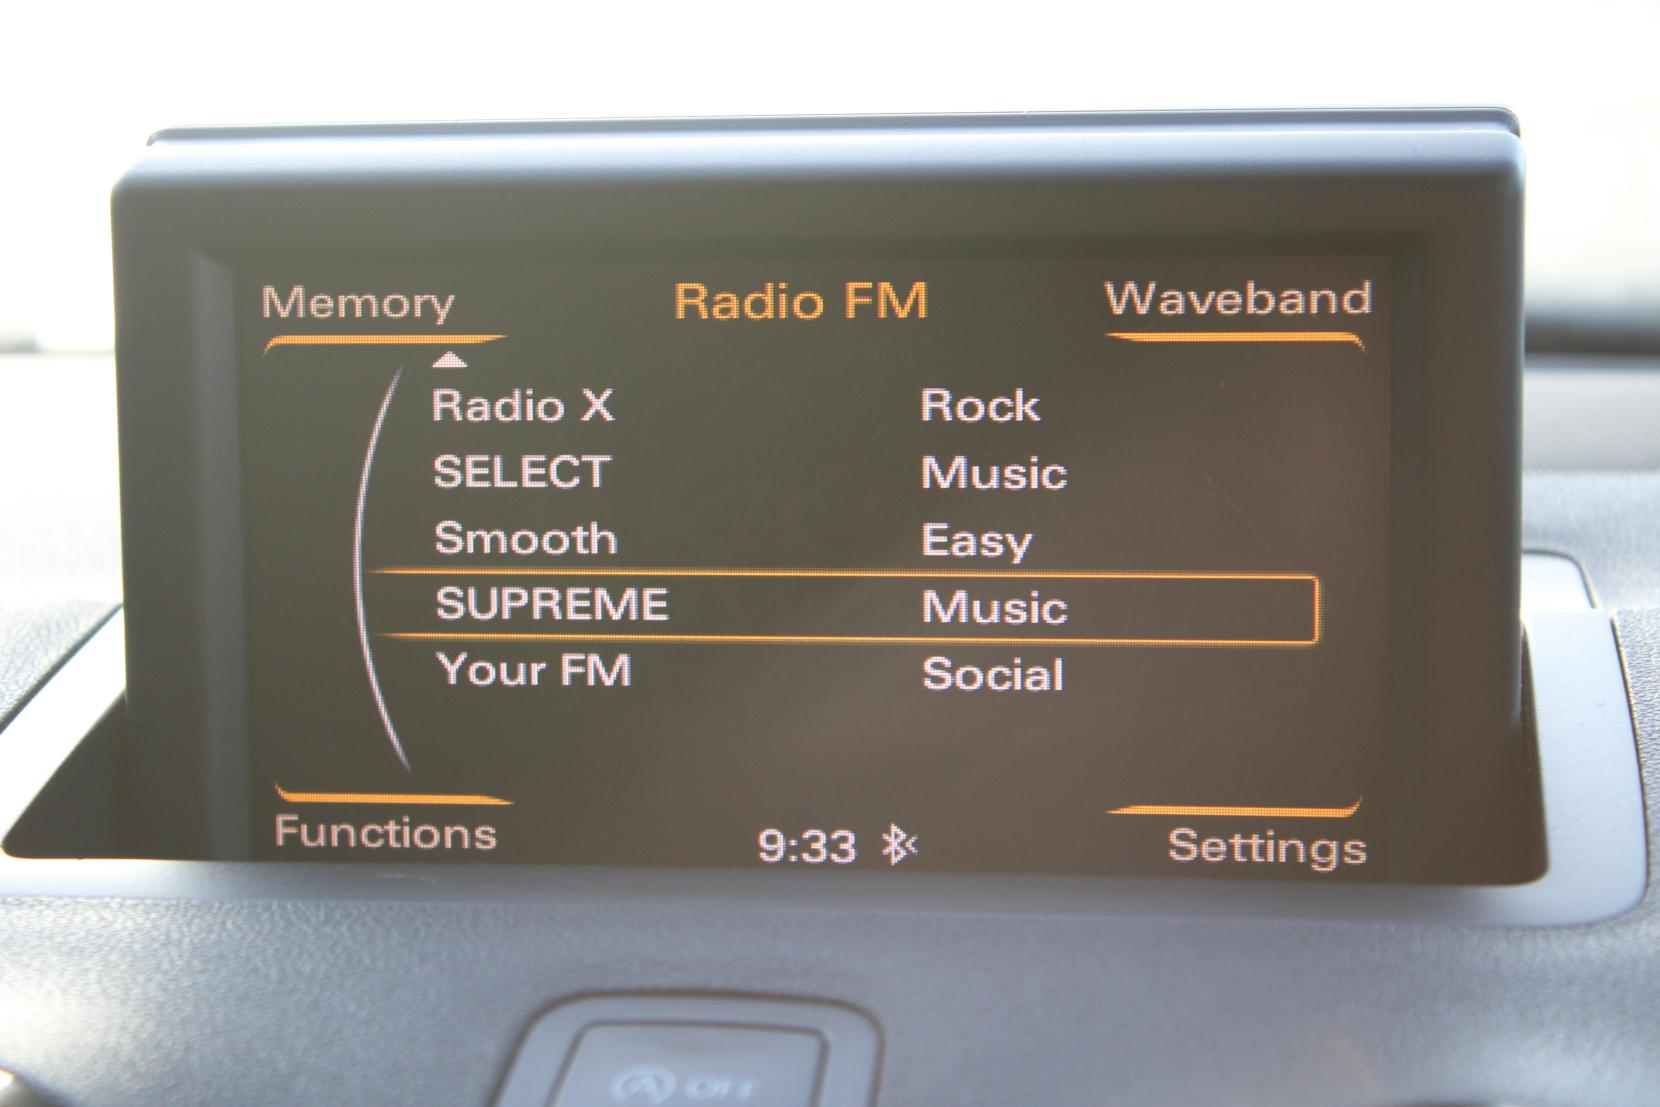 Memory Radio FM Waveband
Radio X Rock
SELECT Music
Smooth Easy
SUPREME Music
Your FM Social
Functions 9:33 Settings
A OFF